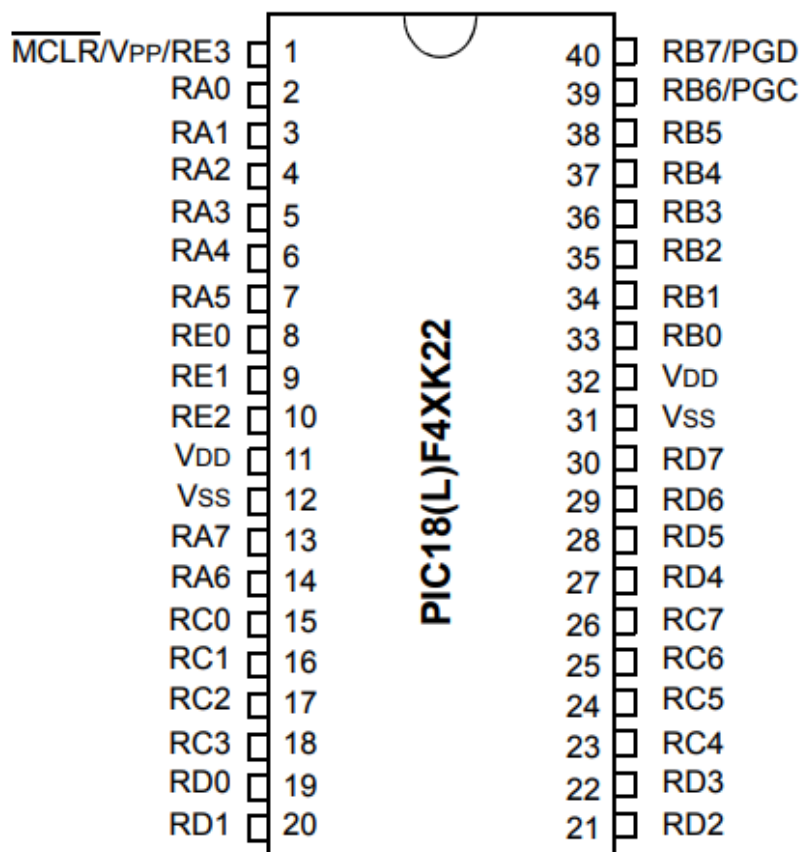 MCLR/VPP/RE3 1 40 RB7/PGD
RA0 2 39 RB6/PGC
RA1 3 38 RB5
RA2 4 37 RB4
RA3 5 36 RB3
RA4 6 35 RB2
RA5 7 34 RB1
RE0 8 33 RB0
RE1 9 32 VDD
RE2 10 31 VSS
VDD 11 30 RD7
VSS 12 29 RD6
RA7 13 28 RD5
RA6 14 27 RD4
RC0 15 26 RC7
RC1 16 25 RC6
RC2 17 24 RC5
RC3 18 23 RC4
RD0 19 22 RD3
RD1 20 21 RD2
PIC18(L)F4XK22